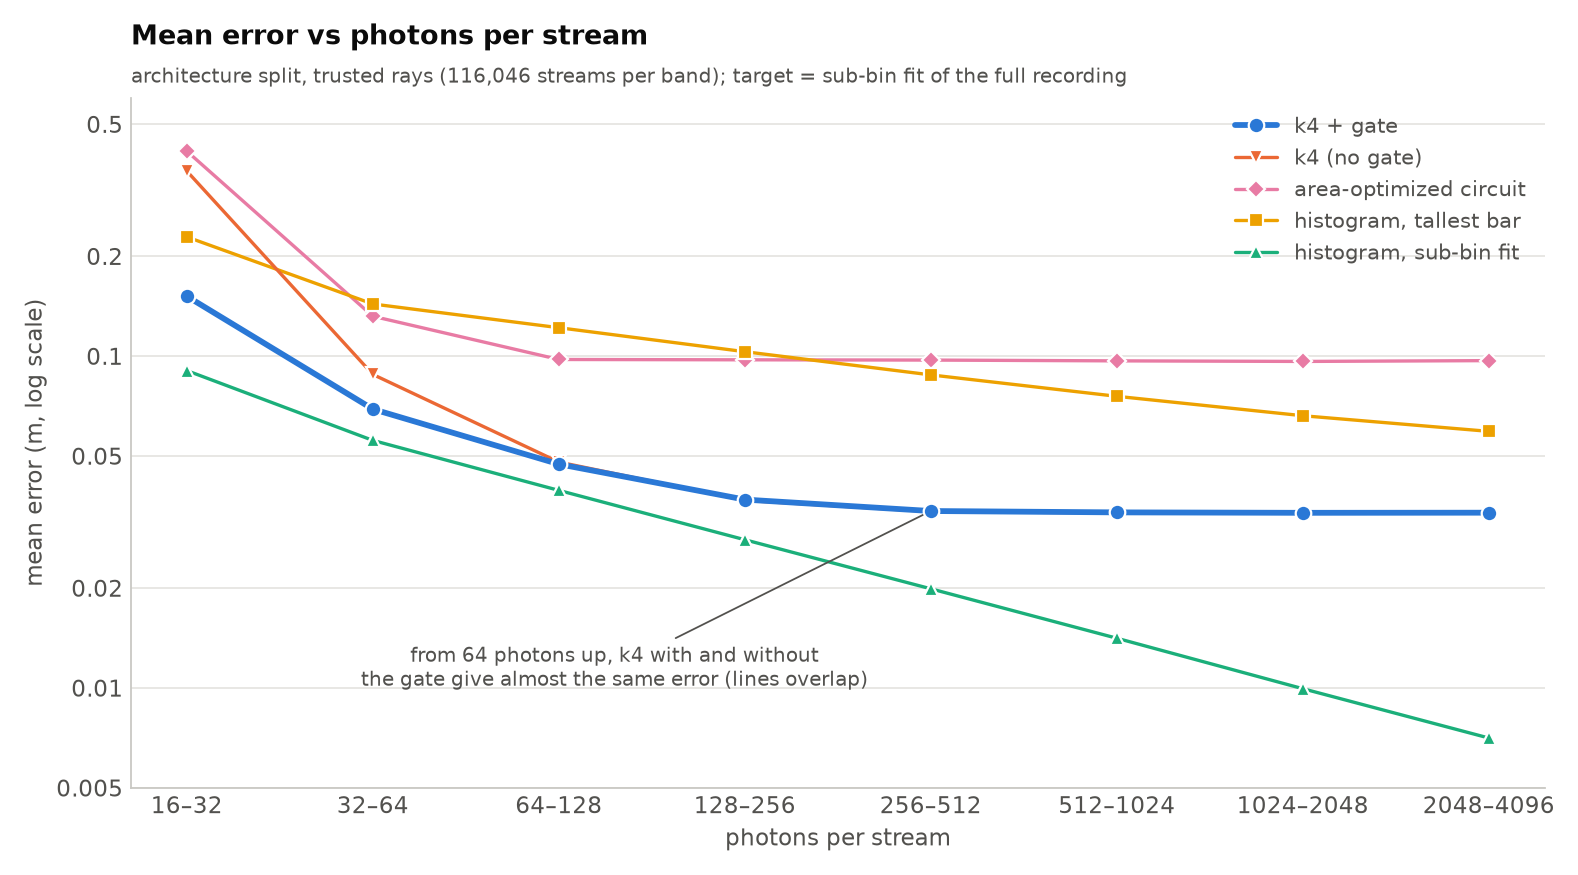 Mean error vs photons per stream
architecture split, trusted rays (116,046 streams per band); target = sub-bin fit of the full recording
k4 + gate
k4 (no gate)
area-optimized circuit
histogram, tallest bar
histogram, sub-bin fit
mean error (m, log scale)
0.5
0.2
0.1
0.05
0.02
0.01
0.005
from 64 photons up, k4 with and without
the gate give almost the same error (lines overlap)
16–32
32–64
64–128
128–256
256–512
512–1024
1024–2048
2048–4096
photons per stream